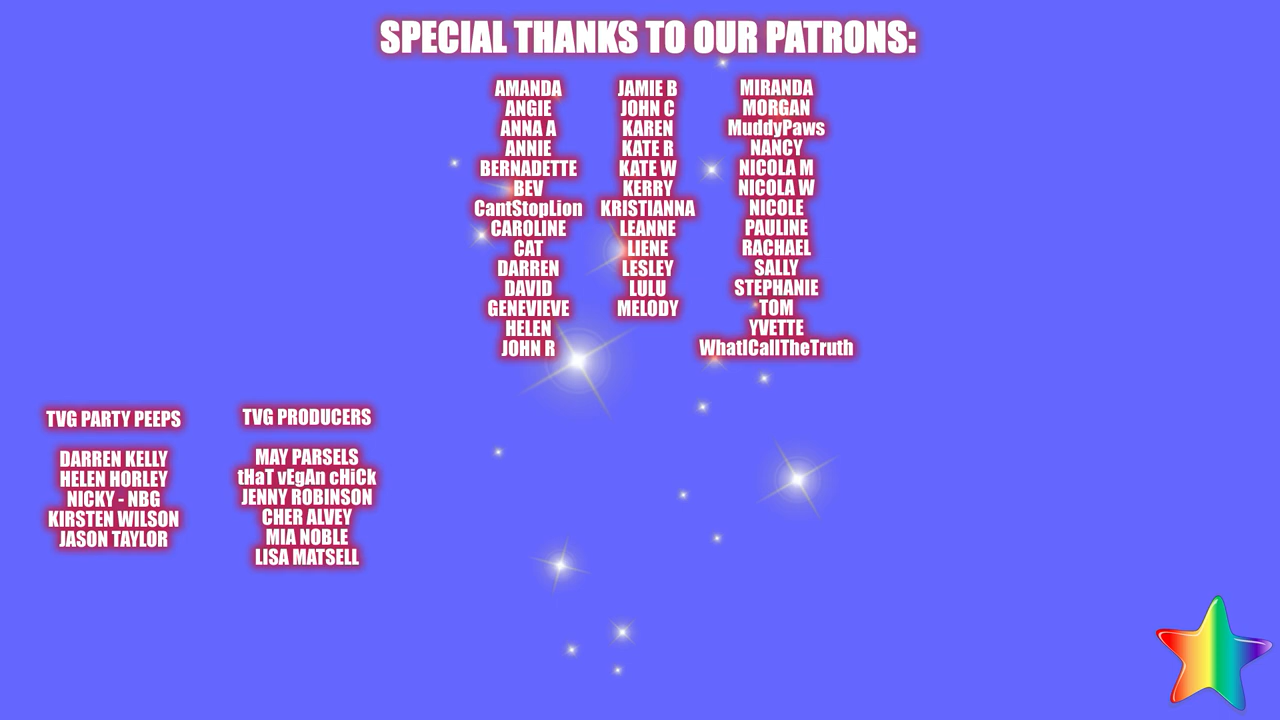 SPECIAL THANKS TO OUR PATRONS:
AMANDA
ANGIE
ANNA A
ANNIE
BERNADETTE
BEV
CantStopLion
CAROLINE
CAT
DARREN
DAVID
GENEVIEVE
HELEN
JOHN R
JAMIE B
JOHN C
KAREN
KATE R
KATE W
KERRY
KRISTIANNA
LEANNE
LIENE
LESLEY
LULU
MELODY
MIRANDA
MORGAN
MuddyPaws
NANCY
NICOLA M
NICOLA W
NICOLE
PAULINE
RACHAEL
SALLY
STEPHANIE
TOM
YVETTE
WhatICallTheTruth
TVG PARTY PEEPS
DARREN KELLY
HELEN HORLEY
NICKY - NBG
KIRSTEN WILSON
JASON TAYLOR
TVG PRODUCERS
MAY PARSELS
tHaT vEgAn cHiCk
JENNY ROBINSON
CHER ALVEY
MIA NOBLE
LISA MATSELL